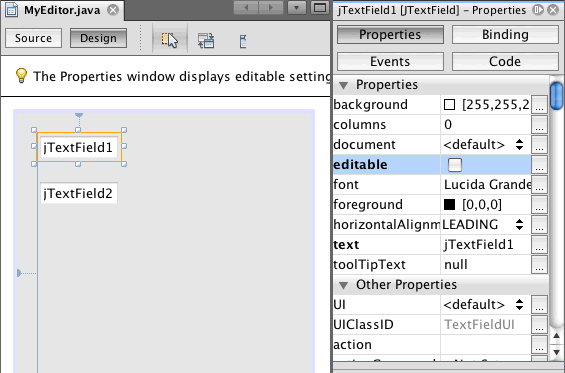 MyEditor.java
Source Design
The Properties window displays editable setting
jTextField1
jTextField2
jTextField1 [JTextField] - Properties
Properties Binding
Events Code
Properties
background [255,255,2 ...
columns 0 ...
document <default> ...
editable ...
font Lucida Grande ...
foreground [0,0,0] ...
horizontalAlignm LEADING ...
text jTextField1 ...
toolTipText null ...
Other Properties
UI <default> ...
UIClassID TextFieldUI ...
action ...